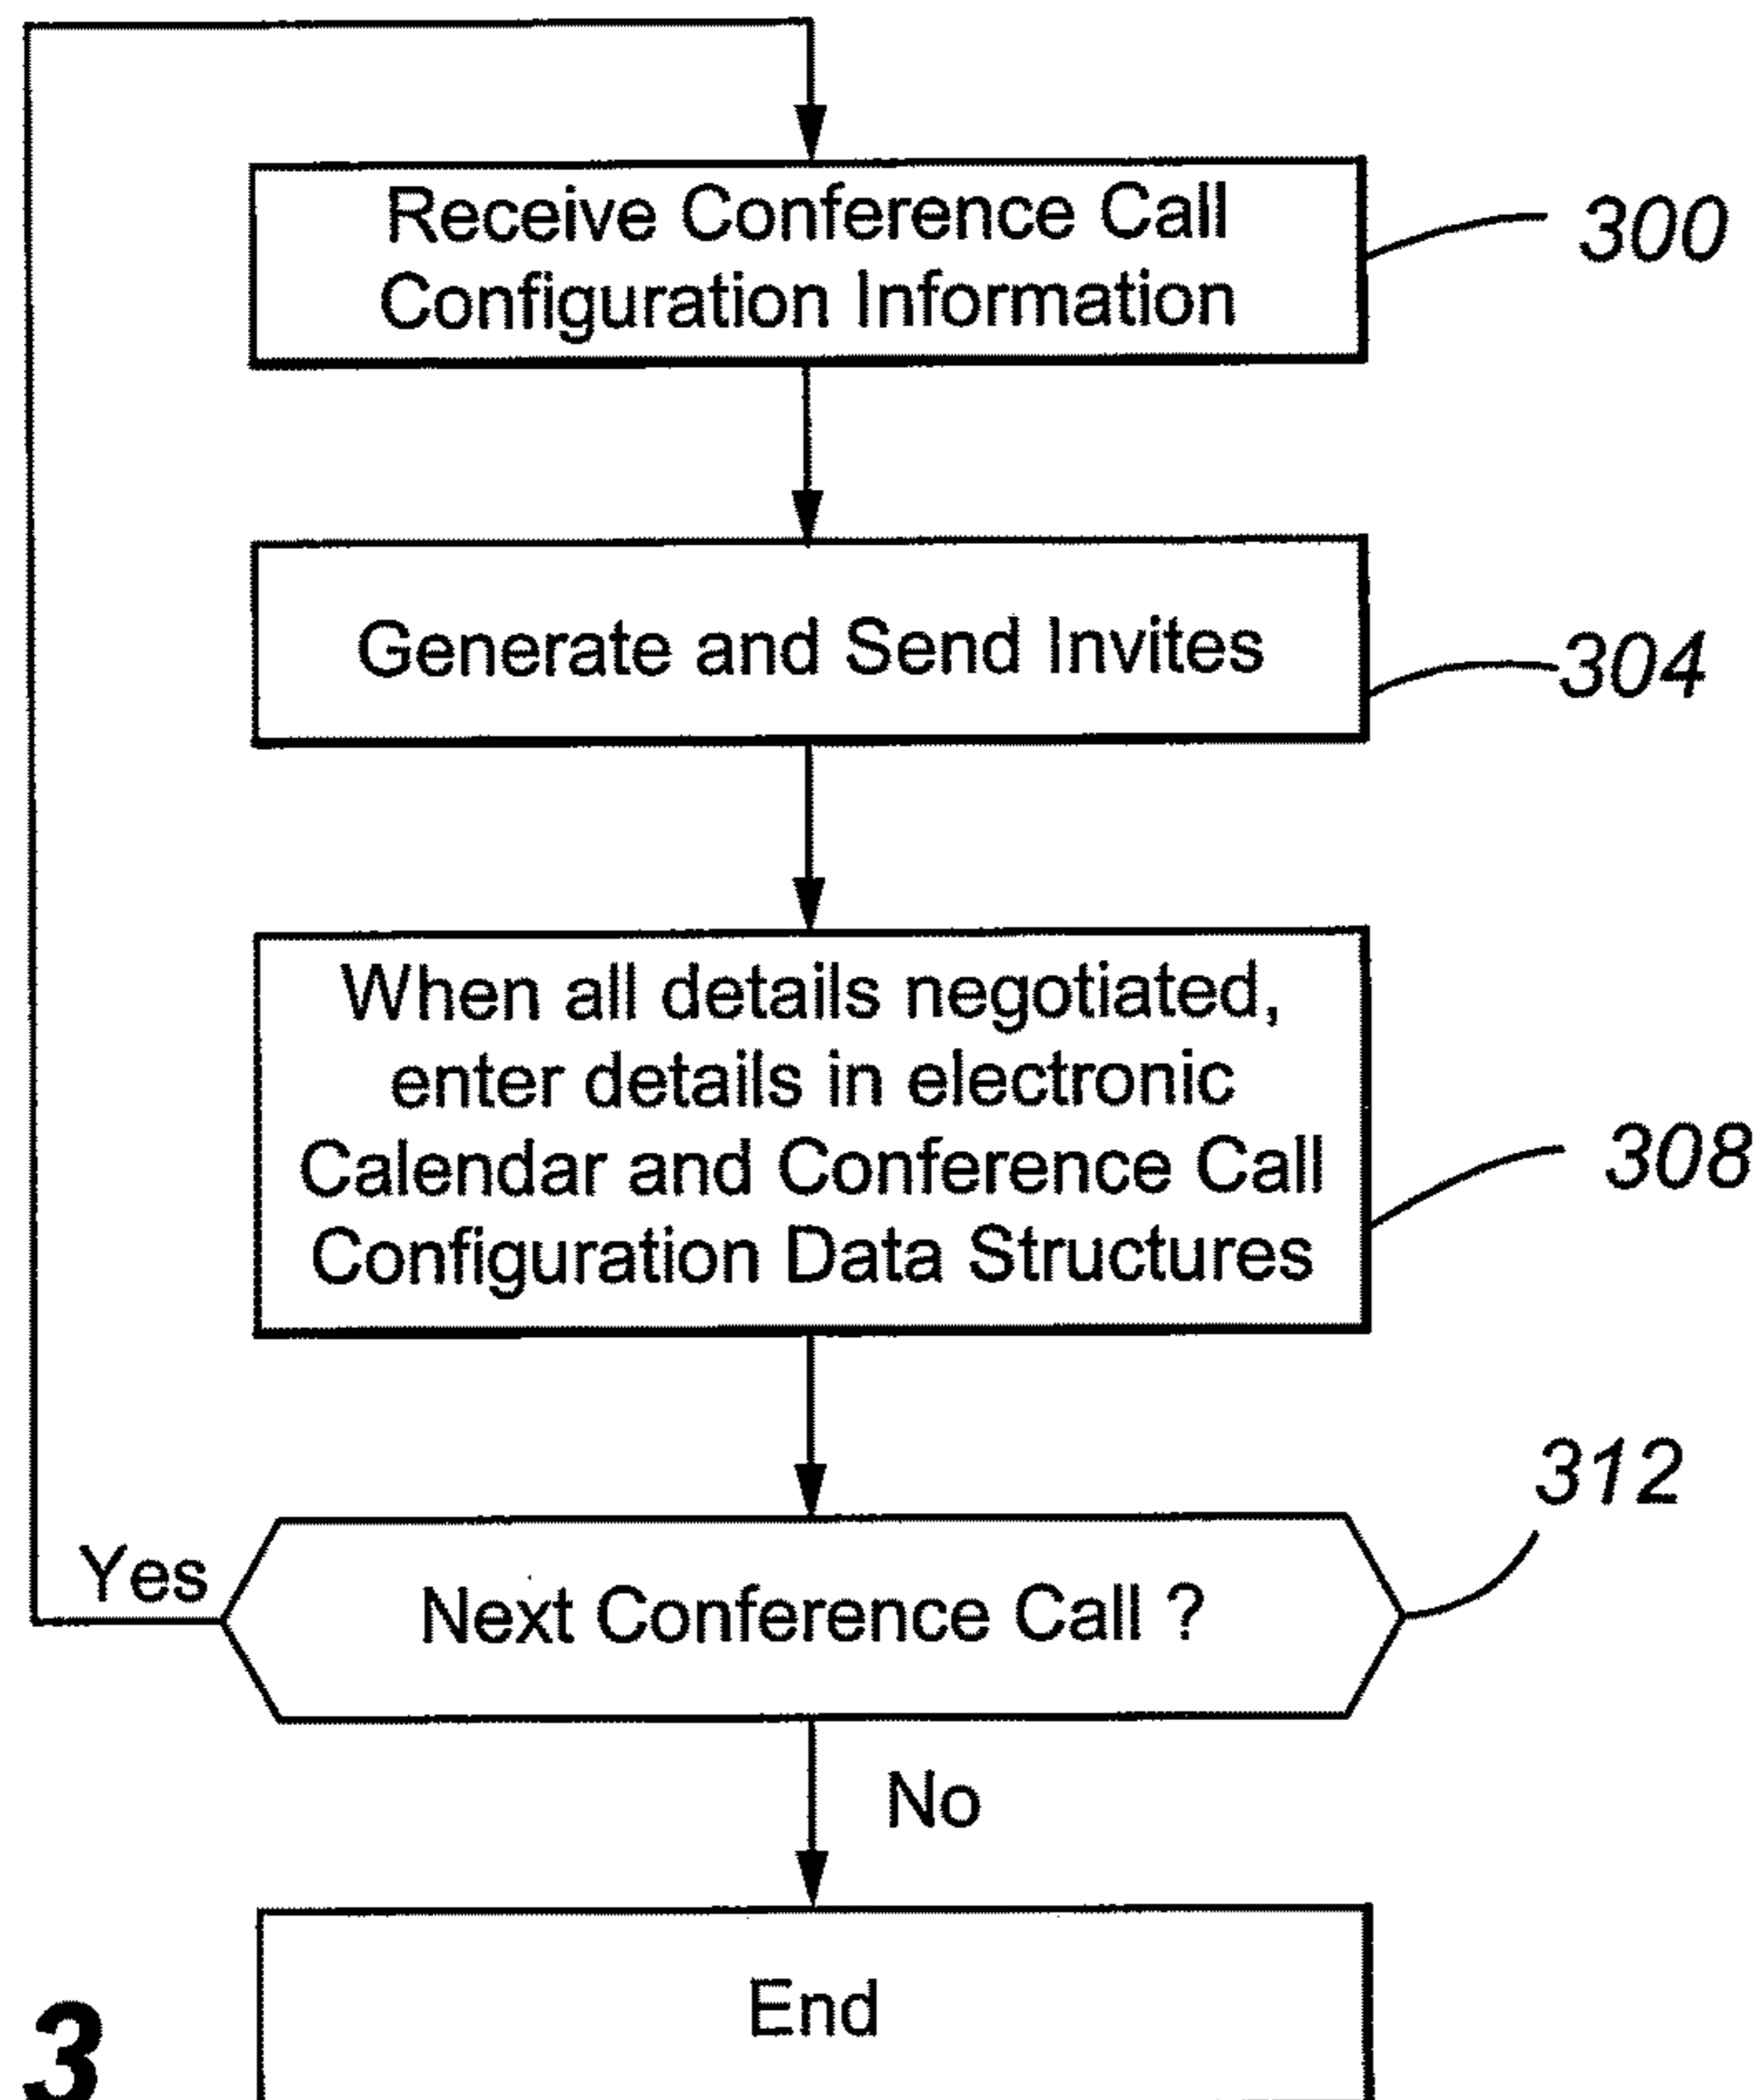 Receive Conference Call
Configuration Information
300
Generate and Send Invites
304
When all details negotiated,
enter details in electronic
Calendar and Conference Call
Configuration Data Structures
308
312
Yes
Next Conference Call ?
No
End
3